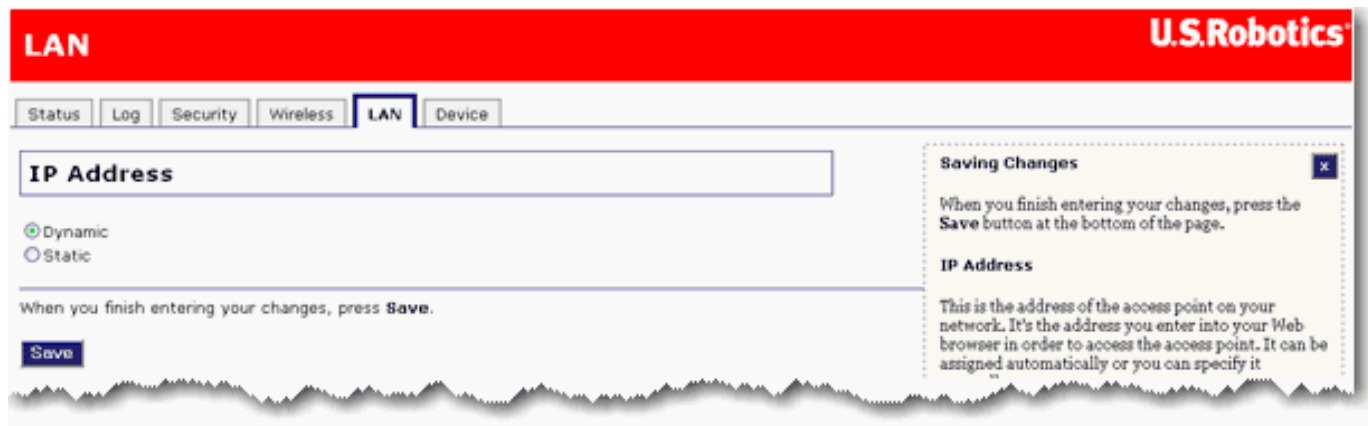 LAN
U.S.Robotics
Status Log Security Wireless LAN Device
IP Address
Dynamic
Static
When you finish entering your changes, press Save.
Save
Saving Changes
x
When you finish entering your changes, press the
Save button at the bottom of the page.
IP Address
This is the address of the access point on your
network. It's the address you enter into your Web
browser in order to access the access point. It can be
assigned automatically or you can specify it